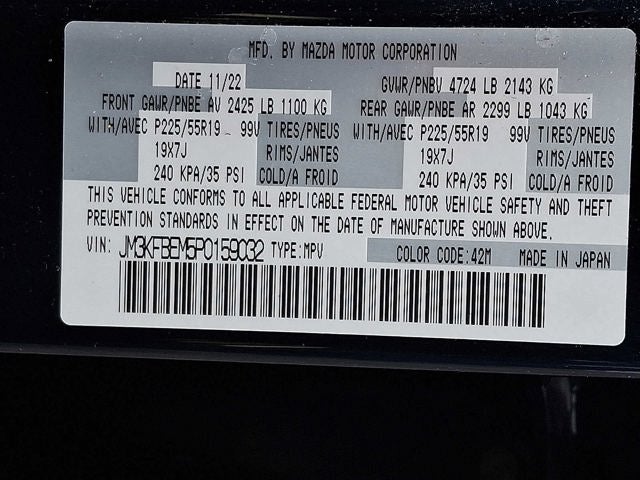 MFD. BY MAZDA MOTOR CORPORATION
DATE 11/22 GVWR/PNBV 4724 LB 2143 KG
FRONT GAWR/PNBE AV 2425 LB 1100 KG REAR GAWR/PNBE AR 2299 LB 1043 KG
WITH/AVEC P225/55R19 99V TIRES/PNEUS WITH/AVEC P225/55R19 99V TIRES/PNEUS
19X7J RIMS/JANTES 19X7J RIMS/JANTES
240 KPA/35 PSI COLD/A FROID 240 KPA/35 PSI COLD/A FROID
THIS VEHICLE CONFORMS TO ALL APPLICABLE FEDERAL MOTOR VEHICLE SAFETY AND THEFT
PREVENTION STANDARDS IN EFFECT ON THE DATE OF MANUFACTURE SHOWN ABOVE.
VIN: JM3KFBEM5P0159032 TYPE:MPV COLOR CODE:42M MADE IN JAPAN